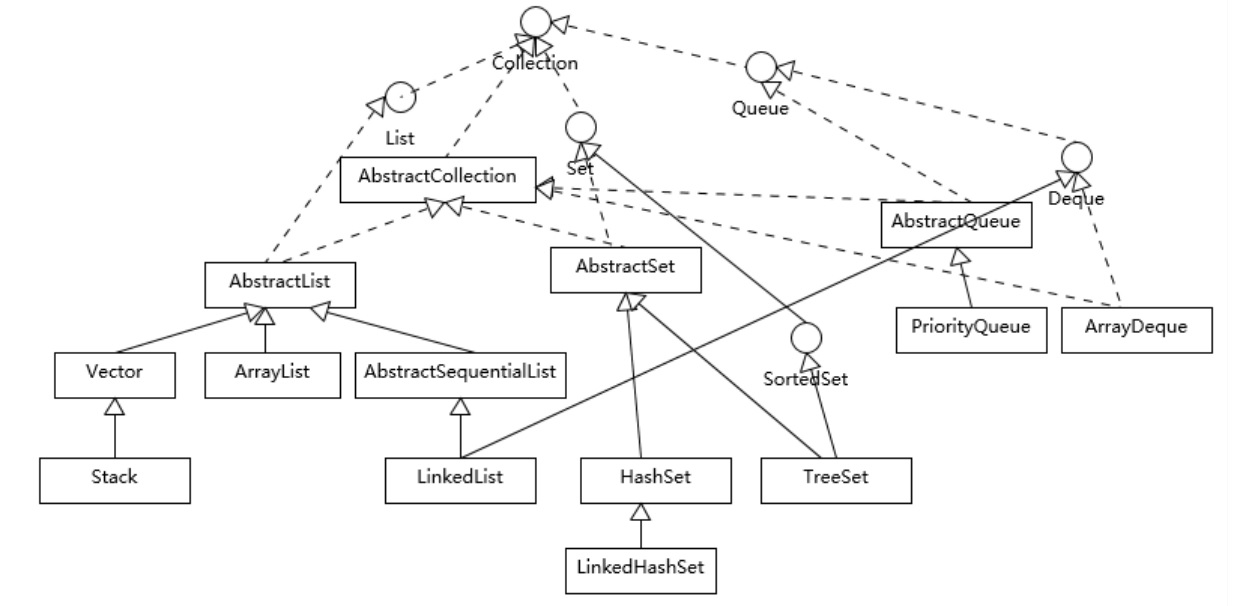 Collection
Queue
List
Set
AbstractCollection
Deque
AbstractQueue
AbstractSet
AbstractList
PriorityQueue
ArrayDeque
Vector
ArrayList
AbstractSequentialList
SortedSet
Stack
LinkedList
HashSet
TreeSet
LinkedHashSet